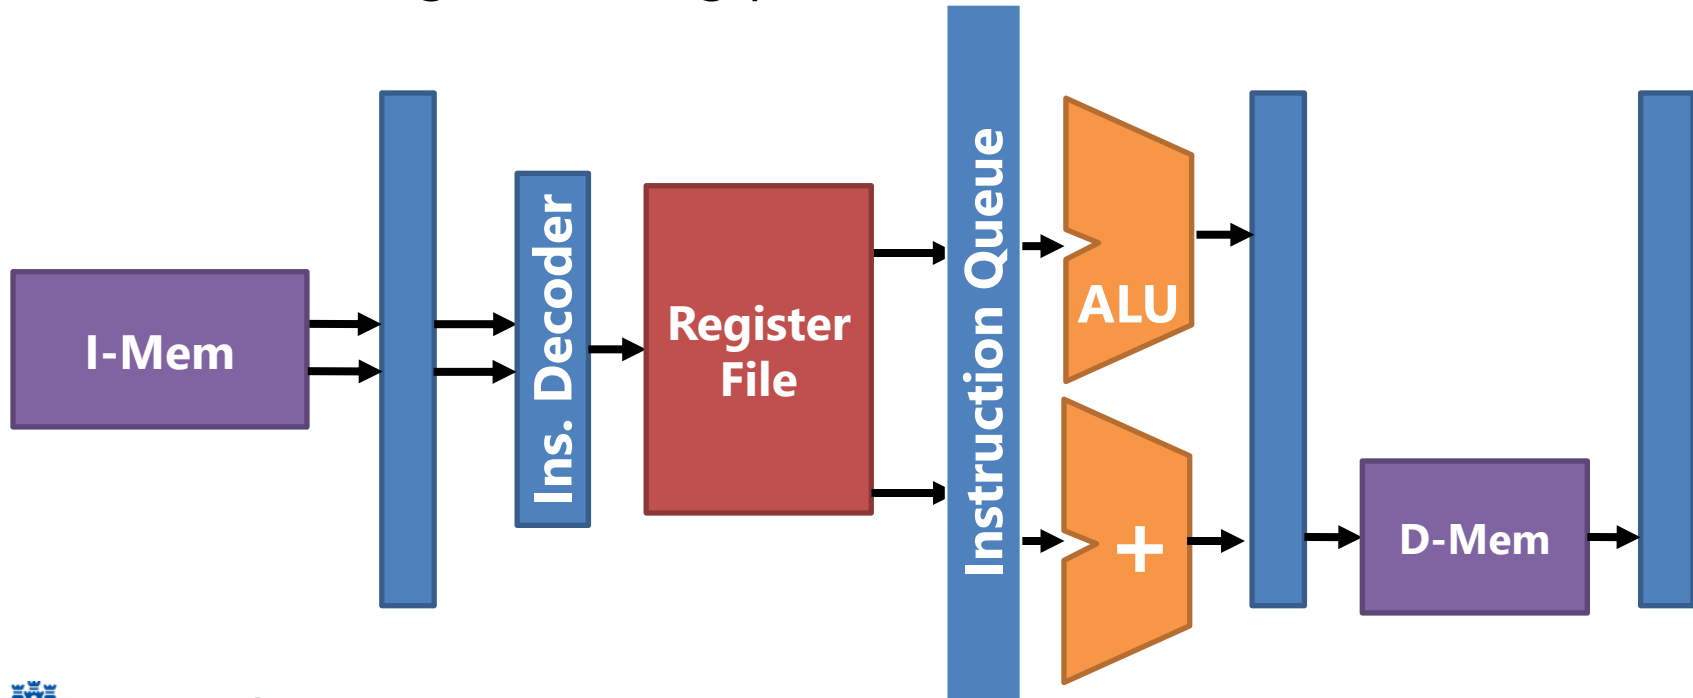 I-Mem
Ins. Decoder
Register
File
Instruction Queue
ALU
+
D-Mem